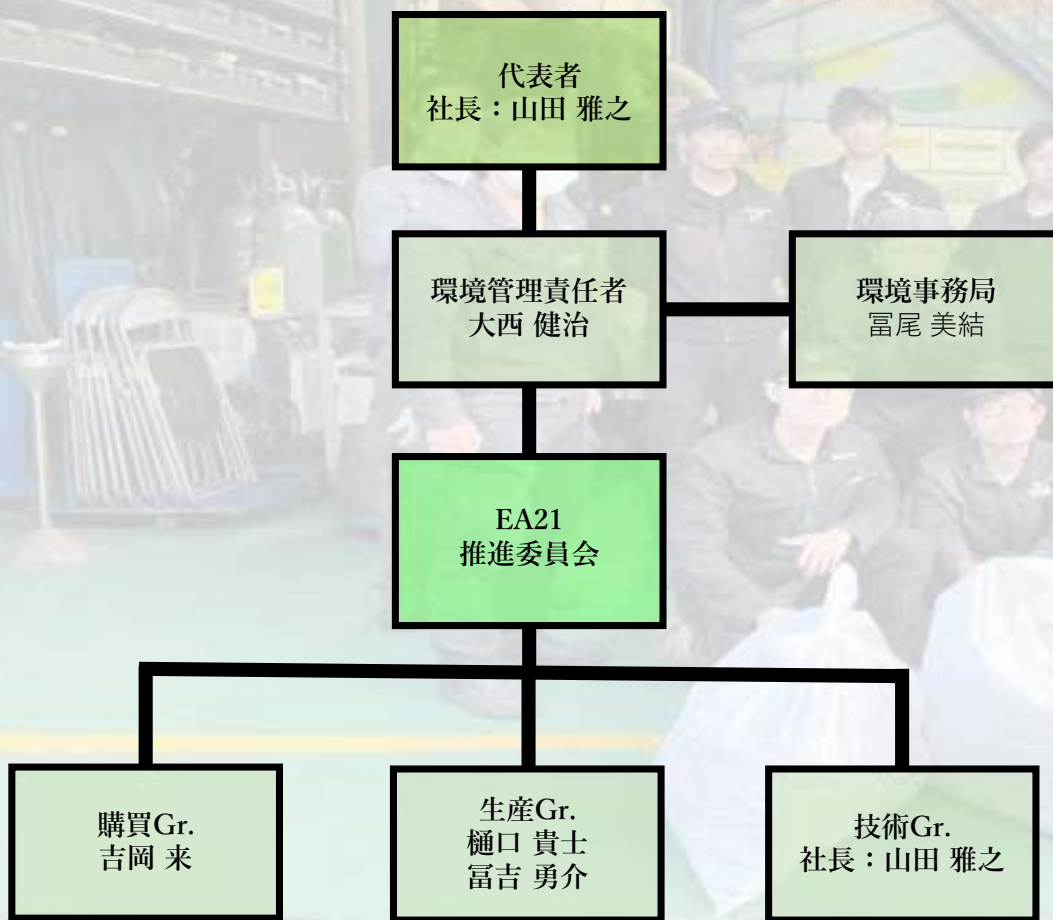 代表者
社長：山田 雅之
環境管理責任者
大西 健治
環境事務局
冨尾 美結
EA21
推進委員会
購買Gr.
吉岡 来
生産Gr.
樋口 貴士
冨吉 勇介
技術Gr.
社長：山田 雅之